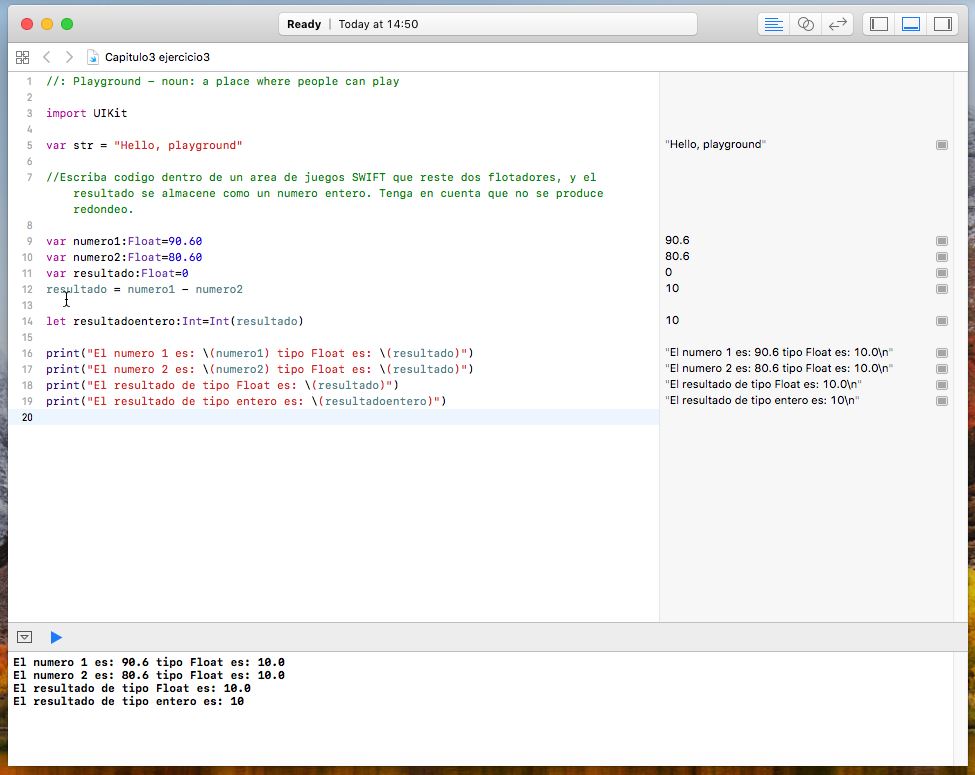 Ready | Today at 14:50
Capitulo3 ejercicio3
1 //: Playground - noun: a place where people can play
2
3 import UIKit
4
5 var str = "Hello, playground" "Hello, playground"
6
7 //Escriba codigo dentro de un area de juegos SWIFT que reste dos flotadores, y el
resultado se almacene como un numero entero. Tenga en cuenta que no se produce
redondeo.
8
9 var numero1:Float=90.60 90.6
10 var numero2:Float=80.60 80.6
11 var resultado:Float=0 0
12 resultado = numero1 - numero2 10
13
14 let resultadoentero:Int=Int(resultado) 10
15
16 print("El numero 1 es: \(numero1) tipo Float es: \(resultado)") "El numero 1 es: 90.6 tipo Float es: 10.0\n"
17 print("El numero 2 es: \(numero2) tipo Float es: \(resultado)") "El numero 2 es: 80.6 tipo Float es: 10.0\n"
18 print("El resultado de tipo Float es: \(resultado)") "El resultado de tipo Float es: 10.0\n"
19 print("El resultado de tipo entero es: \(resultadoentero)") "El resultado de tipo entero es: 10\n"
20
El numero 1 es: 90.6 tipo Float es: 10.0
El numero 2 es: 80.6 tipo Float es: 10.0
El resultado de tipo Float es: 10.0
El resultado de tipo entero es: 10